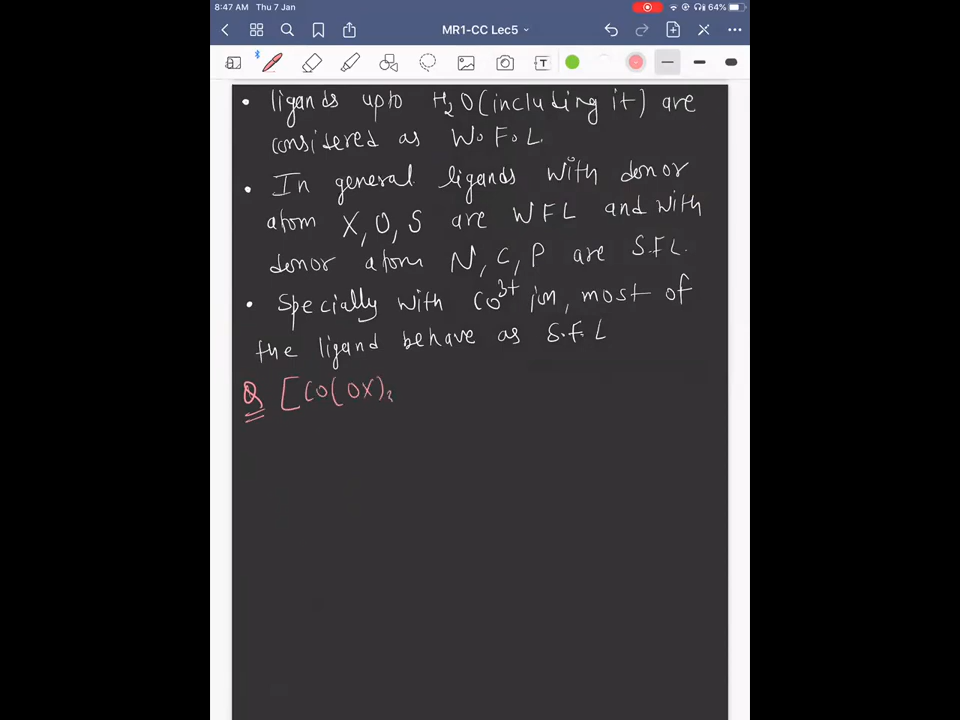 8:47 AM Thu 7 Jan
64%
MR1-CC Lec5
T
• ligands upto H₂O (including it) are
considered as W.F.L.
• In general ligands with donor
atom X, O, S are WFL and with
donor atom N, C, P are S.F.L.
• Specially with Co³⁺ ion, most of
the ligand behave as S.F.L
Q [CO(OX)₃